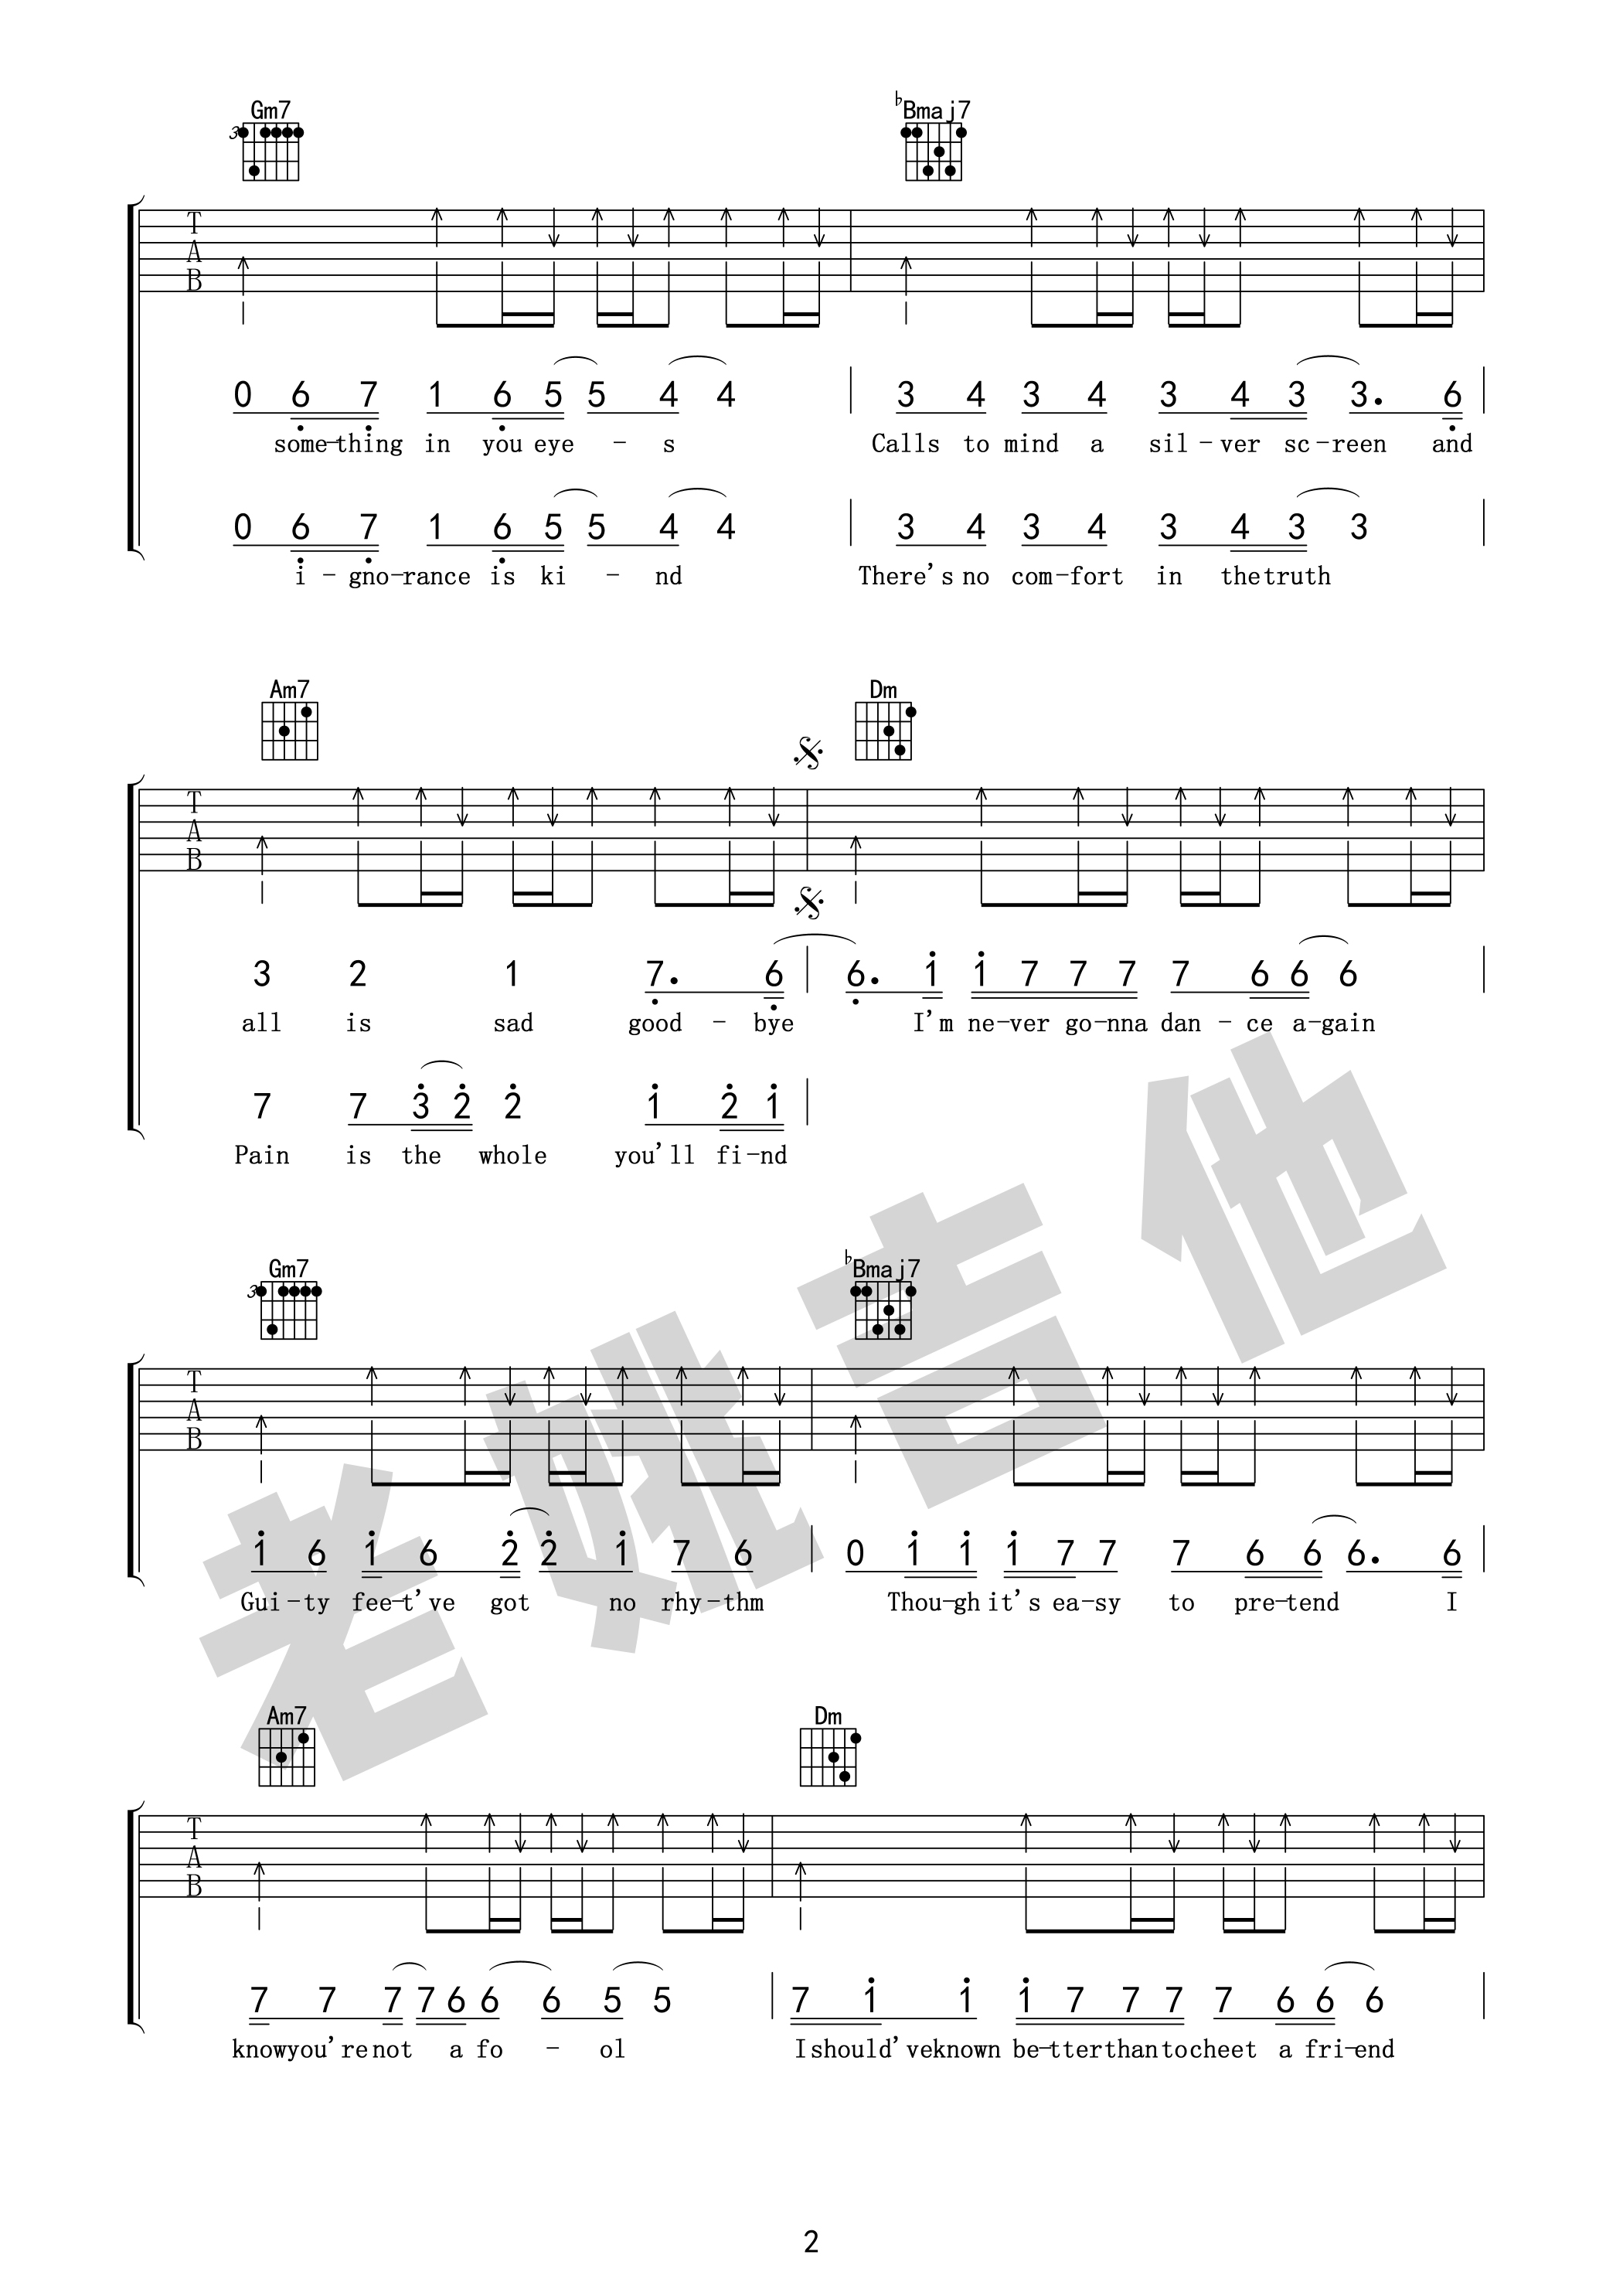 Gm7 ♭Bmaj7
3
T
A
B
0 6 7 1 6 5 5 4 4 3 4 3 4 3 4 3 3. 6
some-thing in you eye - s Calls to mind a sil-ver sc-reen and
0 6 7 1 6 5 5 4 4 3 4 3 4 3 4 3 3
i-gno-rance is ki - nd There's no com-fort in thetruth
Am7 Dm
T
A
B
3 2 1 7. 6 6. 1 1 7 7 7 7 6 6 6
all is sad good - bye I'm ne-ver go-nna dan - ce a-gain
7 7 3 2 2 1 2 1
Pain is the whole you'll fi-nd
Gm7 ♭Bmaj7
3
T
A
B
1 6 1 6 2 2 1 7 6 0 1 1 1 7 7 7 6 6 6. 6
Gui-ty fee-t've got no rhy-thm Thou-gh it's ea-sy to pre-tend I
Am7 Dm
T
A
B
7 7 7 7 6 6 6 5 5 7 1 1 1 7 7 7 7 6 6 6
knowyou're not a fo - ol Ishould'veknown be-tterthantocheet a fri-end
老姚吉他
2